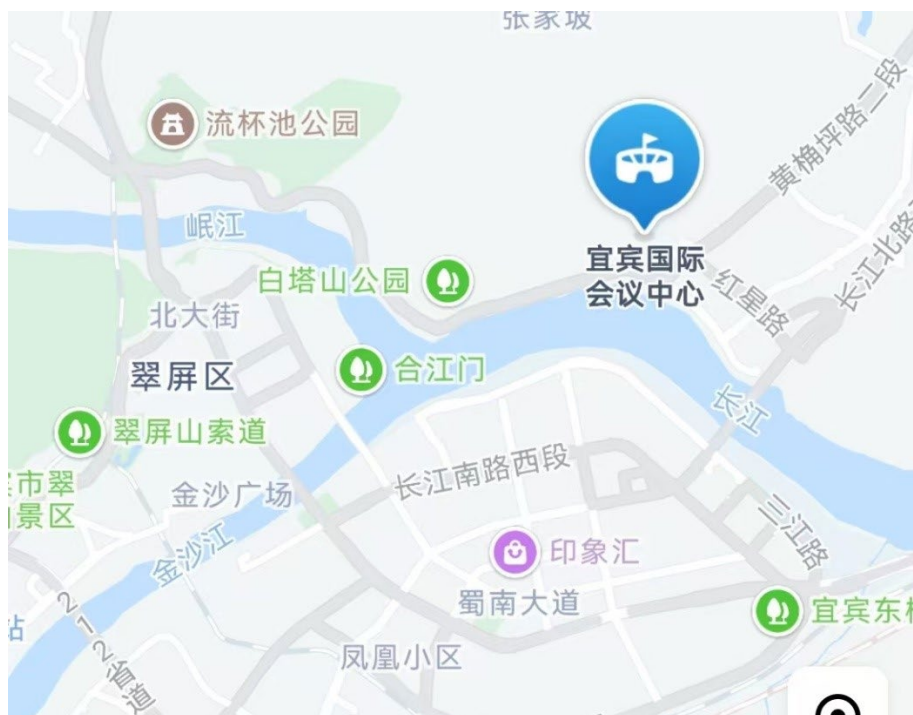 张家坡
流杯池公园
黄桷坪路二段
岷江
宜宾国际
会议中心
白塔山公园
红星路
长江北路
北大街
合江门
翠屏区
长江
翠屏山索道
长江南路西段
市翠
景区
金沙广场
三江路
金沙江
印象汇
蜀南大道
宜宾东
站
212省道
凤凰小区